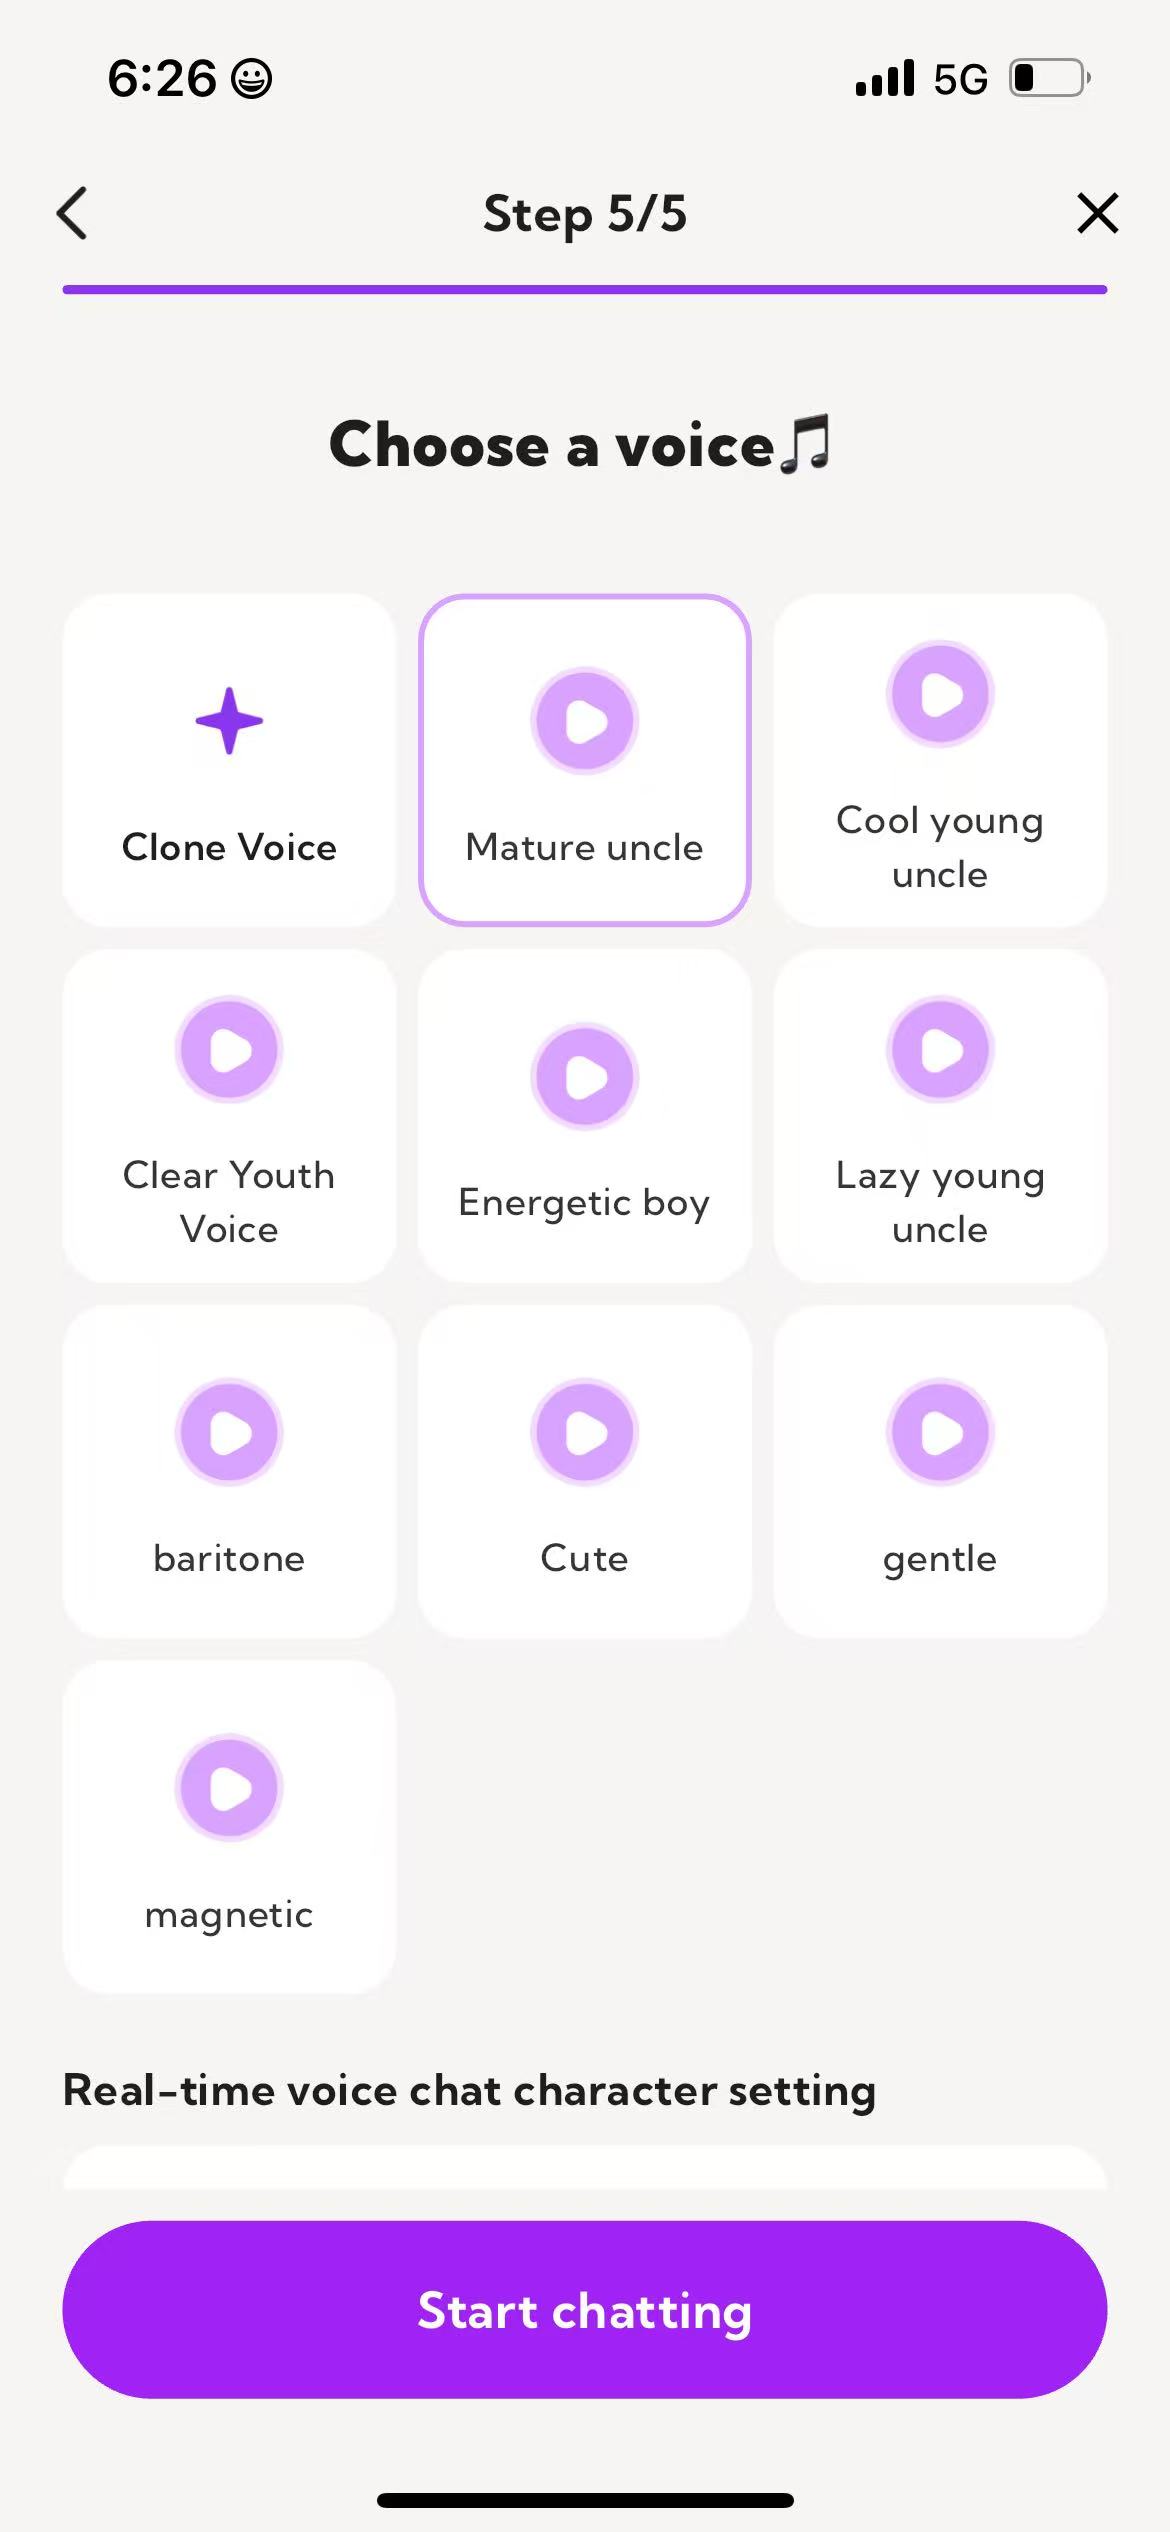 6:26
5G
Step 5/5
Choose a voice🎵
Clone Voice
Mature uncle
Cool young
uncle
Clear Youth
Voice
Energetic boy
Lazy young
uncle
baritone
Cute
gentle
magnetic
Real-time voice chat character setting
Start chatting